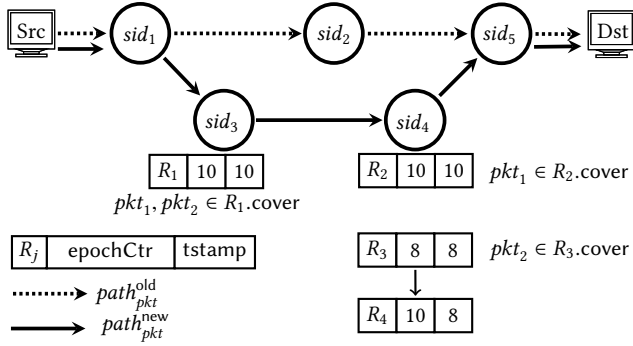 Src sid₁ sid₂ sid₅ Dst
sid₃ sid₄
R₁ 10 10 R₂ 10 10 pkt₁ ∈ R₂.cover
pkt₁, pkt₂ ∈ R₁.cover
Rⱼ epochCtr tstamp R₃ 8 8 pkt₂ ∈ R₃.cover
path_pkt^old
R₄ 10 8
path_pkt^new